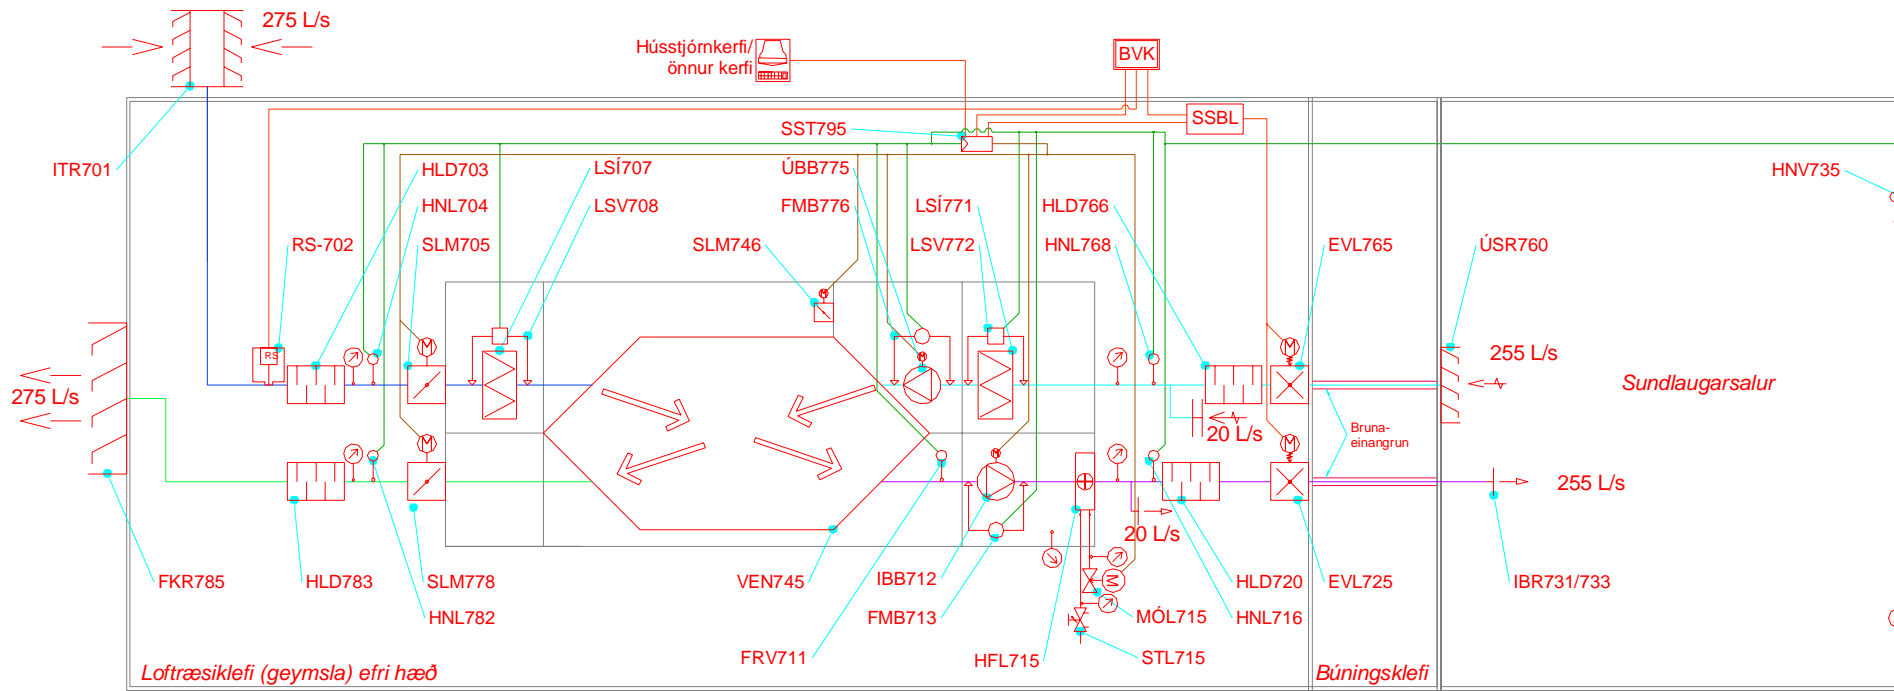 275 L/s
Hússtjórnkerfi/
önnur kerfi
BVK
SSBL
SST795
ITR701
HLD703
LSÍ707
ÚBB775
HNV735
HNL704
LSV708
FMB776
LSÍ771
HLD766
RS-702
SLM705
SLM746
LSV772
HNL768
EVL765
ÚSR760
M
M
M
M
RS
255 L/s
275 L/s
Sundlaugarsalur
20 L/s
Bruna-
einangrun
M
M
M
255 L/s
20 L/s
FKR785
HLD783
SLM778
VEN745
IBB712
M
HLD720
EVL725
IBR731/733
HNL782
FMB713
MÓL715
HNL716
FRV711
HFL715
STL715
Loftræsiklefi (geymsla) efri hæð
Búningsklefi